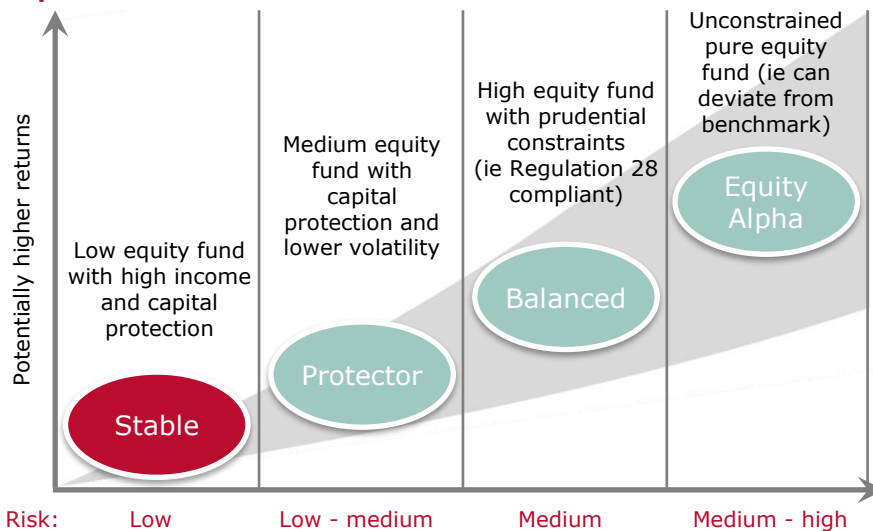 Potentially higher returns
Low equity fund
with high income
and capital
protection
Stable
Medium equity
fund with
capital
protection and
lower volatility
Protector
High equity fund
with prudential
constraints
(ie Regulation 28
compliant)
Balanced
Unconstrained
pure equity
fund (ie can
deviate from
benchmark)
Equity
Alpha
Risk: Low Low - medium Medium Medium - high